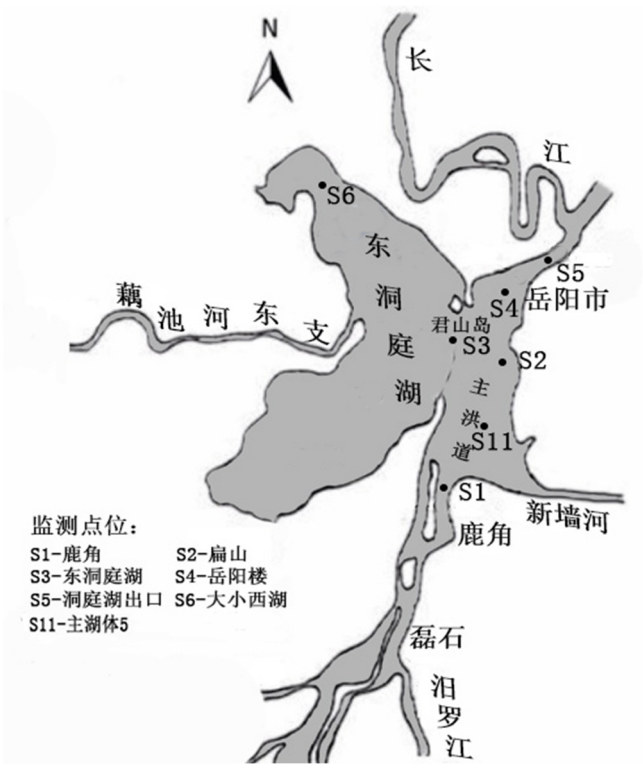 N
长
江
S6
东
洞
庭
湖
S5
S4 岳阳市
藕池河东支
君山岛
S3
S2
主
洪
道
S11
S1
新墙河
鹿角
监测点位：
S1-鹿角 S2-扁山
S3-东洞庭湖 S4-岳阳楼
S5-洞庭湖出口 S6-大小西湖
S11-主湖体5
磊石
汨
罗
江